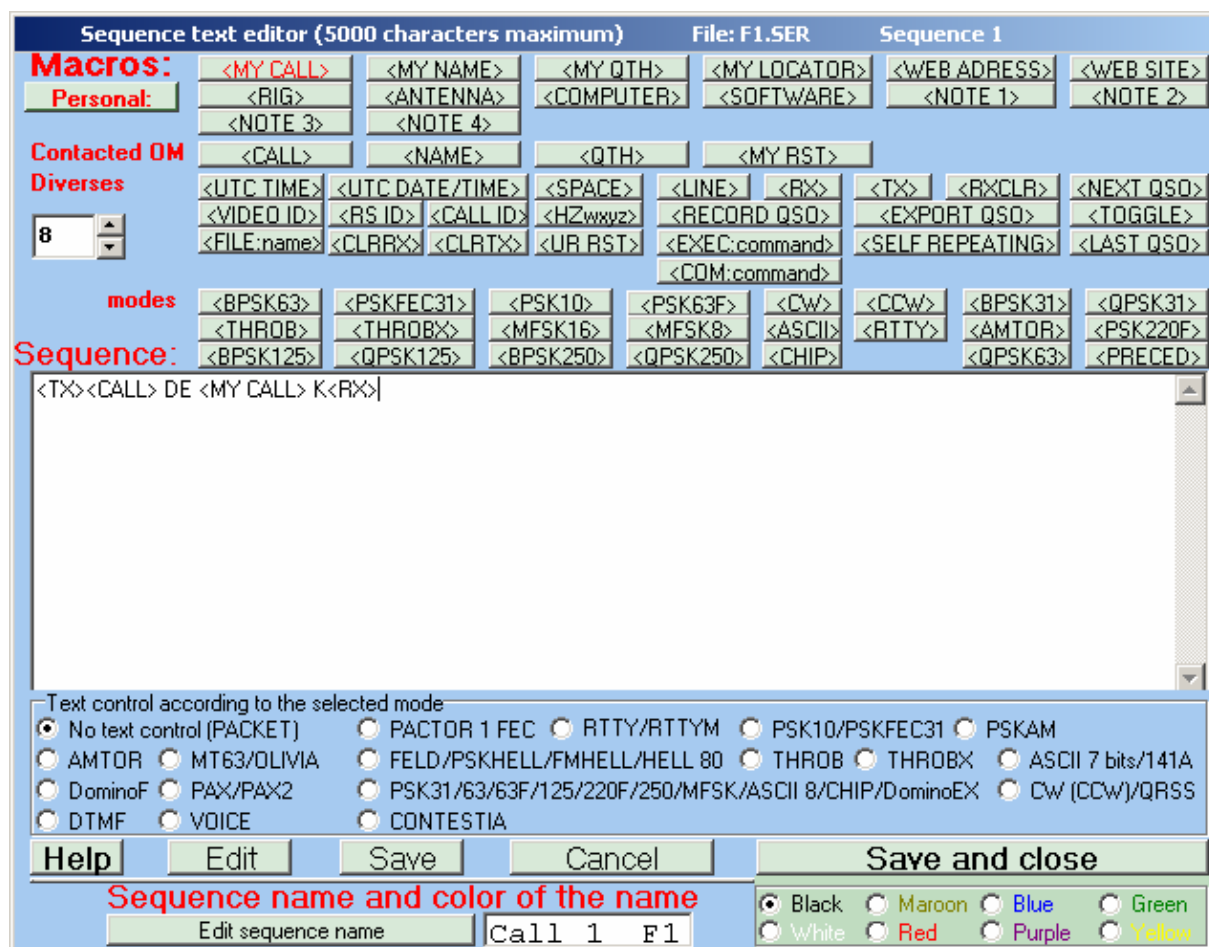 Sequence text editor (5000 characters maximum) File: F1.SER Sequence 1
Macros: <MY CALL> <MY NAME> <MY QTH> <MY LOCATOR> <WEB ADRESS> <WEB SITE>
Personal: <RIG> <ANTENNA> <COMPUTER> <SOFTWARE> <NOTE 1> <NOTE 2>
<NOTE 3> <NOTE 4>
Contacted OM <CALL> <NAME> <QTH> <MY RST>
Diverses <UTC TIME> <UTC DATE/TIME> <SPACE> <LINE> <RX> <TX> <RXCLR> <NEXT QSO>
8 <VIDEO ID> <RS ID> <CALL ID> <HZwxyz> <RECORD QSO> <EXPORT QSO> <TOGGLE>
<FILE:name> <CLRRX> <CLRTX> <UR RST> <EXEC:command> <SELF REPEATING> <LAST QSO>
<COM:command>
modes <BPSK63> <PSKFEC31> <PSK10> <PSK63F> <CW> <CCW> <BPSK31> <QPSK31>
<THROB> <THROBX> <MFSK16> <MFSK8> <ASCII> <RTTY> <AMTOR> <PSK220F>
Sequence: <BPSK125> <QPSK125> <BPSK250> <QPSK250> <CHIP> <QPSK63> <PRECED>
<TX><CALL> DE <MY CALL> K<RX>
Text control according to the selected mode
No text control (PACKET) PACTOR 1 FEC RTTY/RTTYM PSK10/PSKFEC31 PSKAM
AMTOR MT63/OLIVIA FELD/PSKHELL/FMHELL/HELL 80 THROB THROBX ASCII 7 bits/141A
DominoF PAX/PAX2 PSK31/63/63F/125/220F/250/MFSK/ASCII 8/CHIP/DominoEX CW (CCW)/QRSS
DTMF VOICE CONTESTIA
Help Edit Save Cancel Save and close
Sequence name and color of the name
Edit sequence name Call 1 F1
Black Maroon Blue Green
White Red Purple Yellow